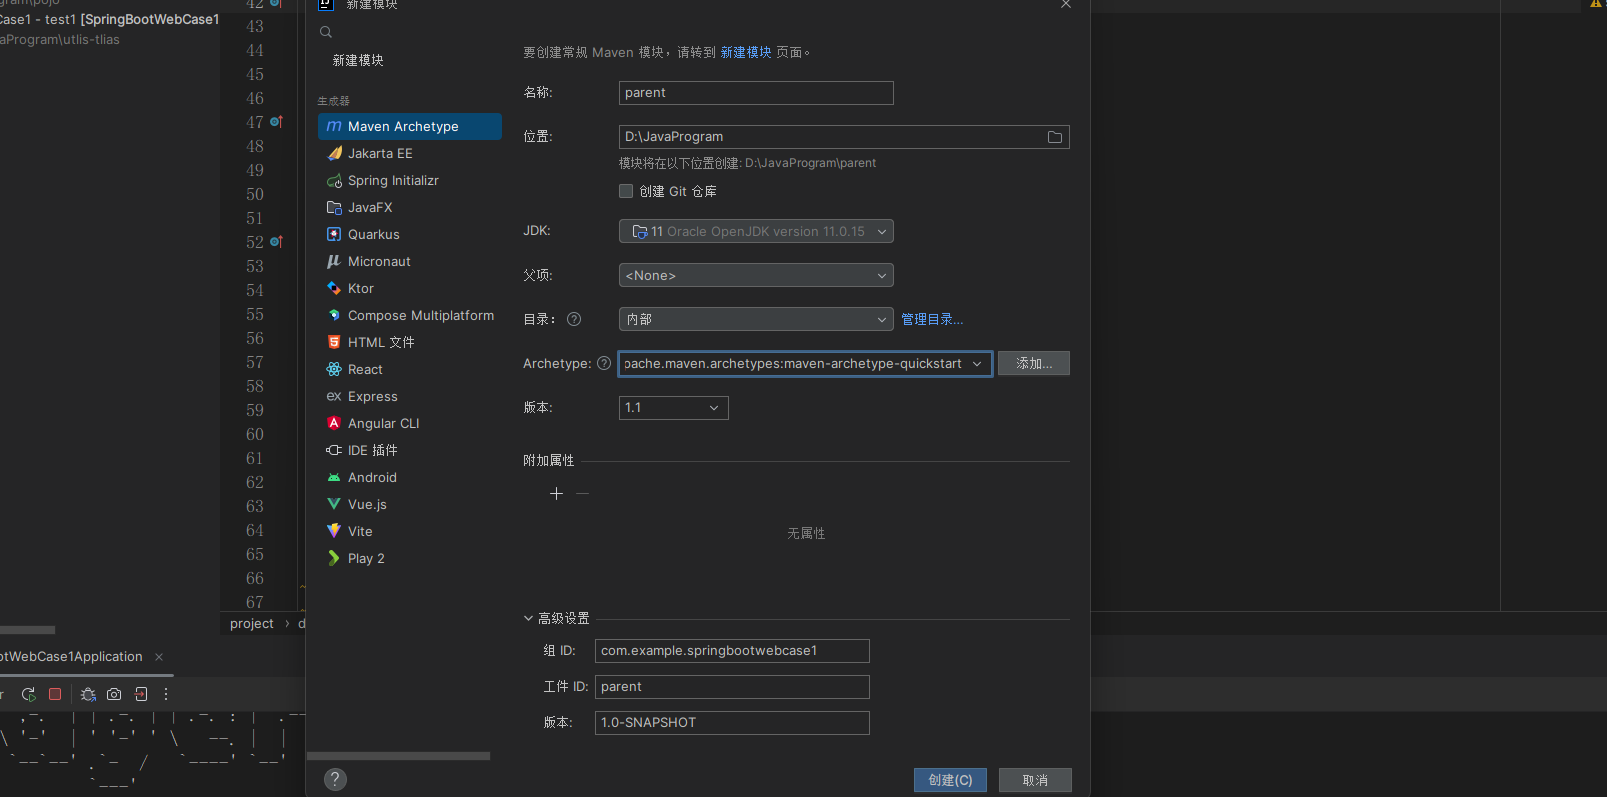 gram\pojo
Case1 - test1 [SpringBootWebCase1
aProgram\utlis-tlias
42
43
44
45
46
47
48
49
50
51
52
53
54
55
56
57
58
59
60
61
62
63
64
65
66
67
project › d
新建模块
新建模块
生成器
Maven Archetype
Jakarta EE
Spring Initializr
JavaFX
Quarkus
Micronaut
Ktor
Compose Multiplatform
HTML 文件
React
ex Express
Angular CLI
IDE 插件
Android
Vue.js
Vite
Play 2
要创建常规 Maven 模块，请转到 新建模块 页面。
名称: parent
位置: D:\JavaProgram
模块将在以下位置创建: D:\JavaProgram\parent
创建 Git 仓库
JDK: 11 Oracle OpenJDK version 11.0.15
父项: <None>
目录： ? 内部 管理目录...
Archetype: ? pache.maven.archetypes:maven-archetype-quickstart 添加...
版本: 1.1
附加属性
无属性
高级设置
组 ID: com.example.springbootwebcase1
工件 ID: parent
版本: 1.0-SNAPSHOT
? 创建(C) 取消
otWebCase1Application